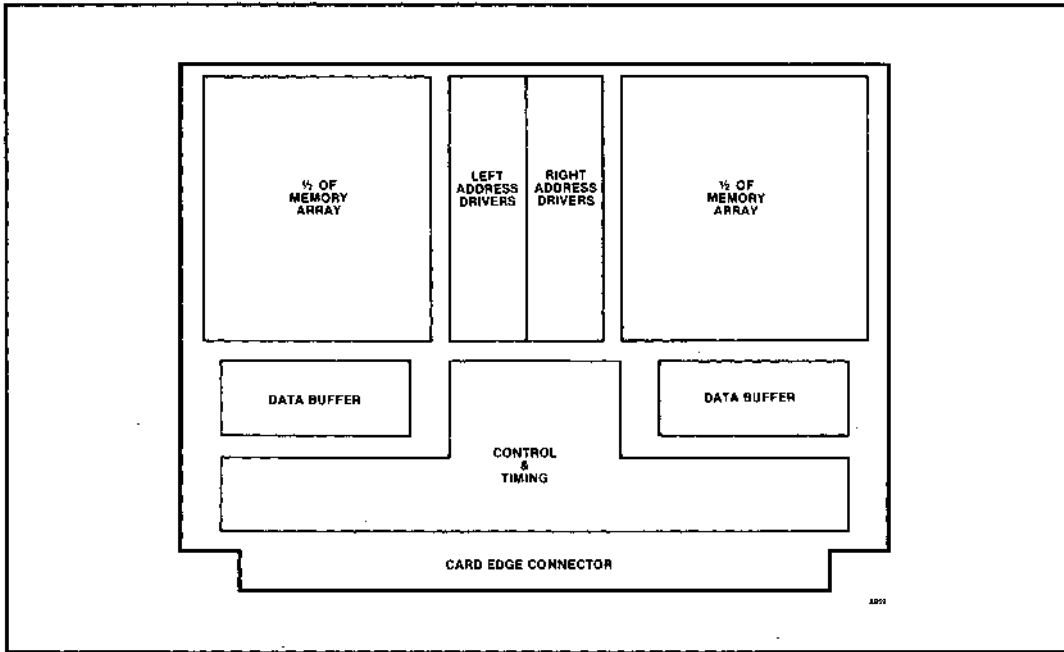 ½ OF
MEMORY
ARRAY
LEFT
ADDRESS
DRIVERS
RIGHT
ADDRESS
DRIVERS
½ OF
MEMORY
ARRAY
DATA BUFFER
DATA BUFFER
CONTROL
&
TIMING
CARD EDGE CONNECTOR